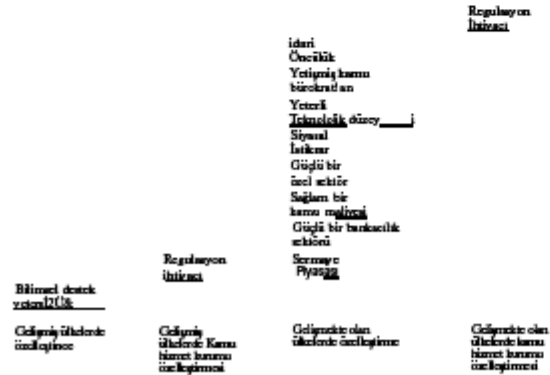 Regulasyon
İhtiyacı
idari
Öncülük
Yetişmiş kamu
bürokratları
Yeterli
Teknolojik düzey
Siyasal
İstikrar
Güçlü bir
özel sektör
Sağlam bir
kamu maliyesi
Güçlü bir bankacılık
sektörü
Sermaye
Piyasası
Regulasyon
ihtiyacı
Bilimsel destek
Gelişmiş ülkelerde
özelleştirme
Gelişmiş
ülkelerde Kamu
hizmet kurumu
özelleştirmesi
Gelişmekte olan
ülkelerde özelleştirme
Gelişmekte olan
ülkelerde kamu
hizmet kurumu
özelleştirmesi